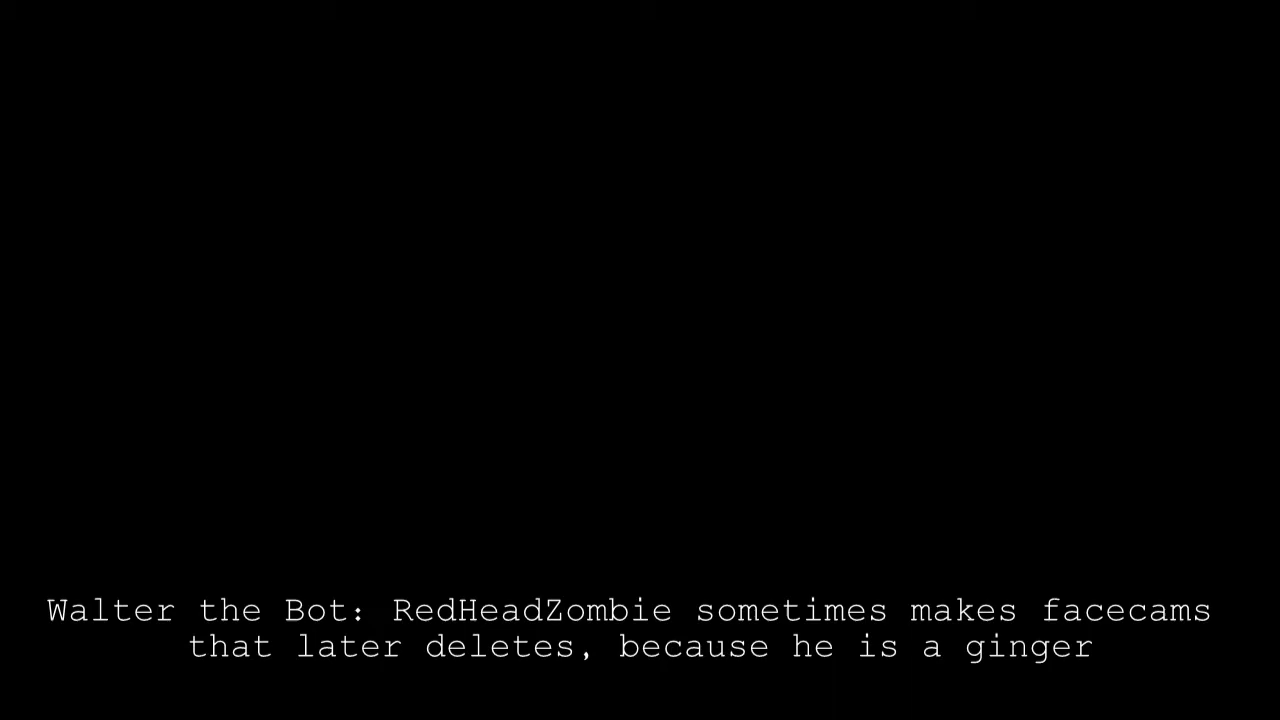 Walter the Bot: RedHeadZombie sometimes makes facecams
that later deletes, because he is a ginger